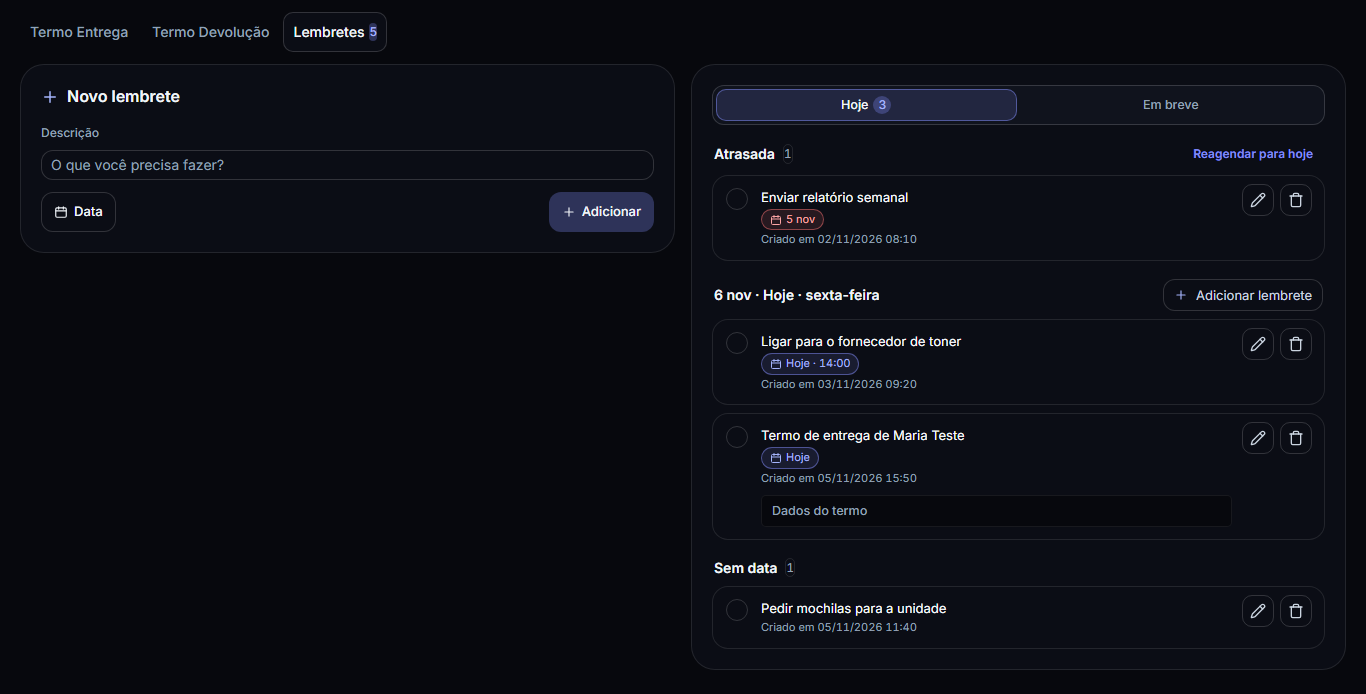 Termo Entrega Termo Devolução Lembretes 5
Novo lembrete
Descrição
O que você precisa fazer?
Data
Adicionar
Hoje 3
Em breve
Atrasada 1
Reagendar para hoje
Enviar relatório semanal
5 nov
Criado em 02/11/2026 08:10
6 nov · Hoje · sexta-feira
Adicionar lembrete
Ligar para o fornecedor de toner
Hoje · 14:00
Criado em 03/11/2026 09:20
Termo de entrega de Maria Teste
Hoje
Criado em 05/11/2026 15:50
Dados do termo
Sem data 1
Pedir mochilas para a unidade
Criado em 05/11/2026 11:40